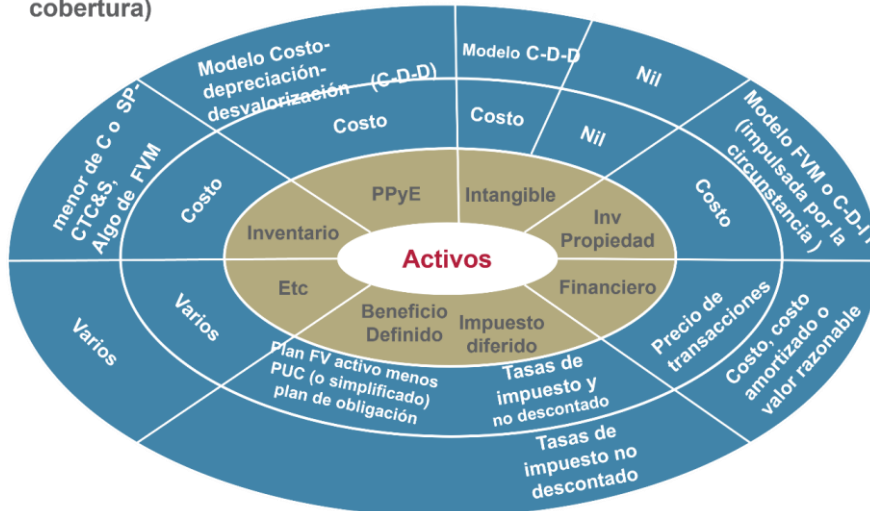 cobertura)
Modelo Costo-
depreciación-
desvalorización (C-D-D)
Modelo C-D-D
Nil
Modelo FVM o C-D-I
(impulsada por la
circunstancia )
menor de C o SP-
CTC&S,
Algo de FVM
Costo
Costo
Costo
Nil
Costo
PPyE
Intangible
Inventario
Inv
Propiedad
Activos
Etc
Financiero
Beneficio
Definido
Impuesto
diferido
Varios
Varios
Plan FV activo menos
PUC (o simplificado)
plan de obligación
Tasas de
impuesto y
no descontado
Precio de
transacciones
Costo, costo
amortizado o
valor razonable
Tasas de
impuesto no
descontado